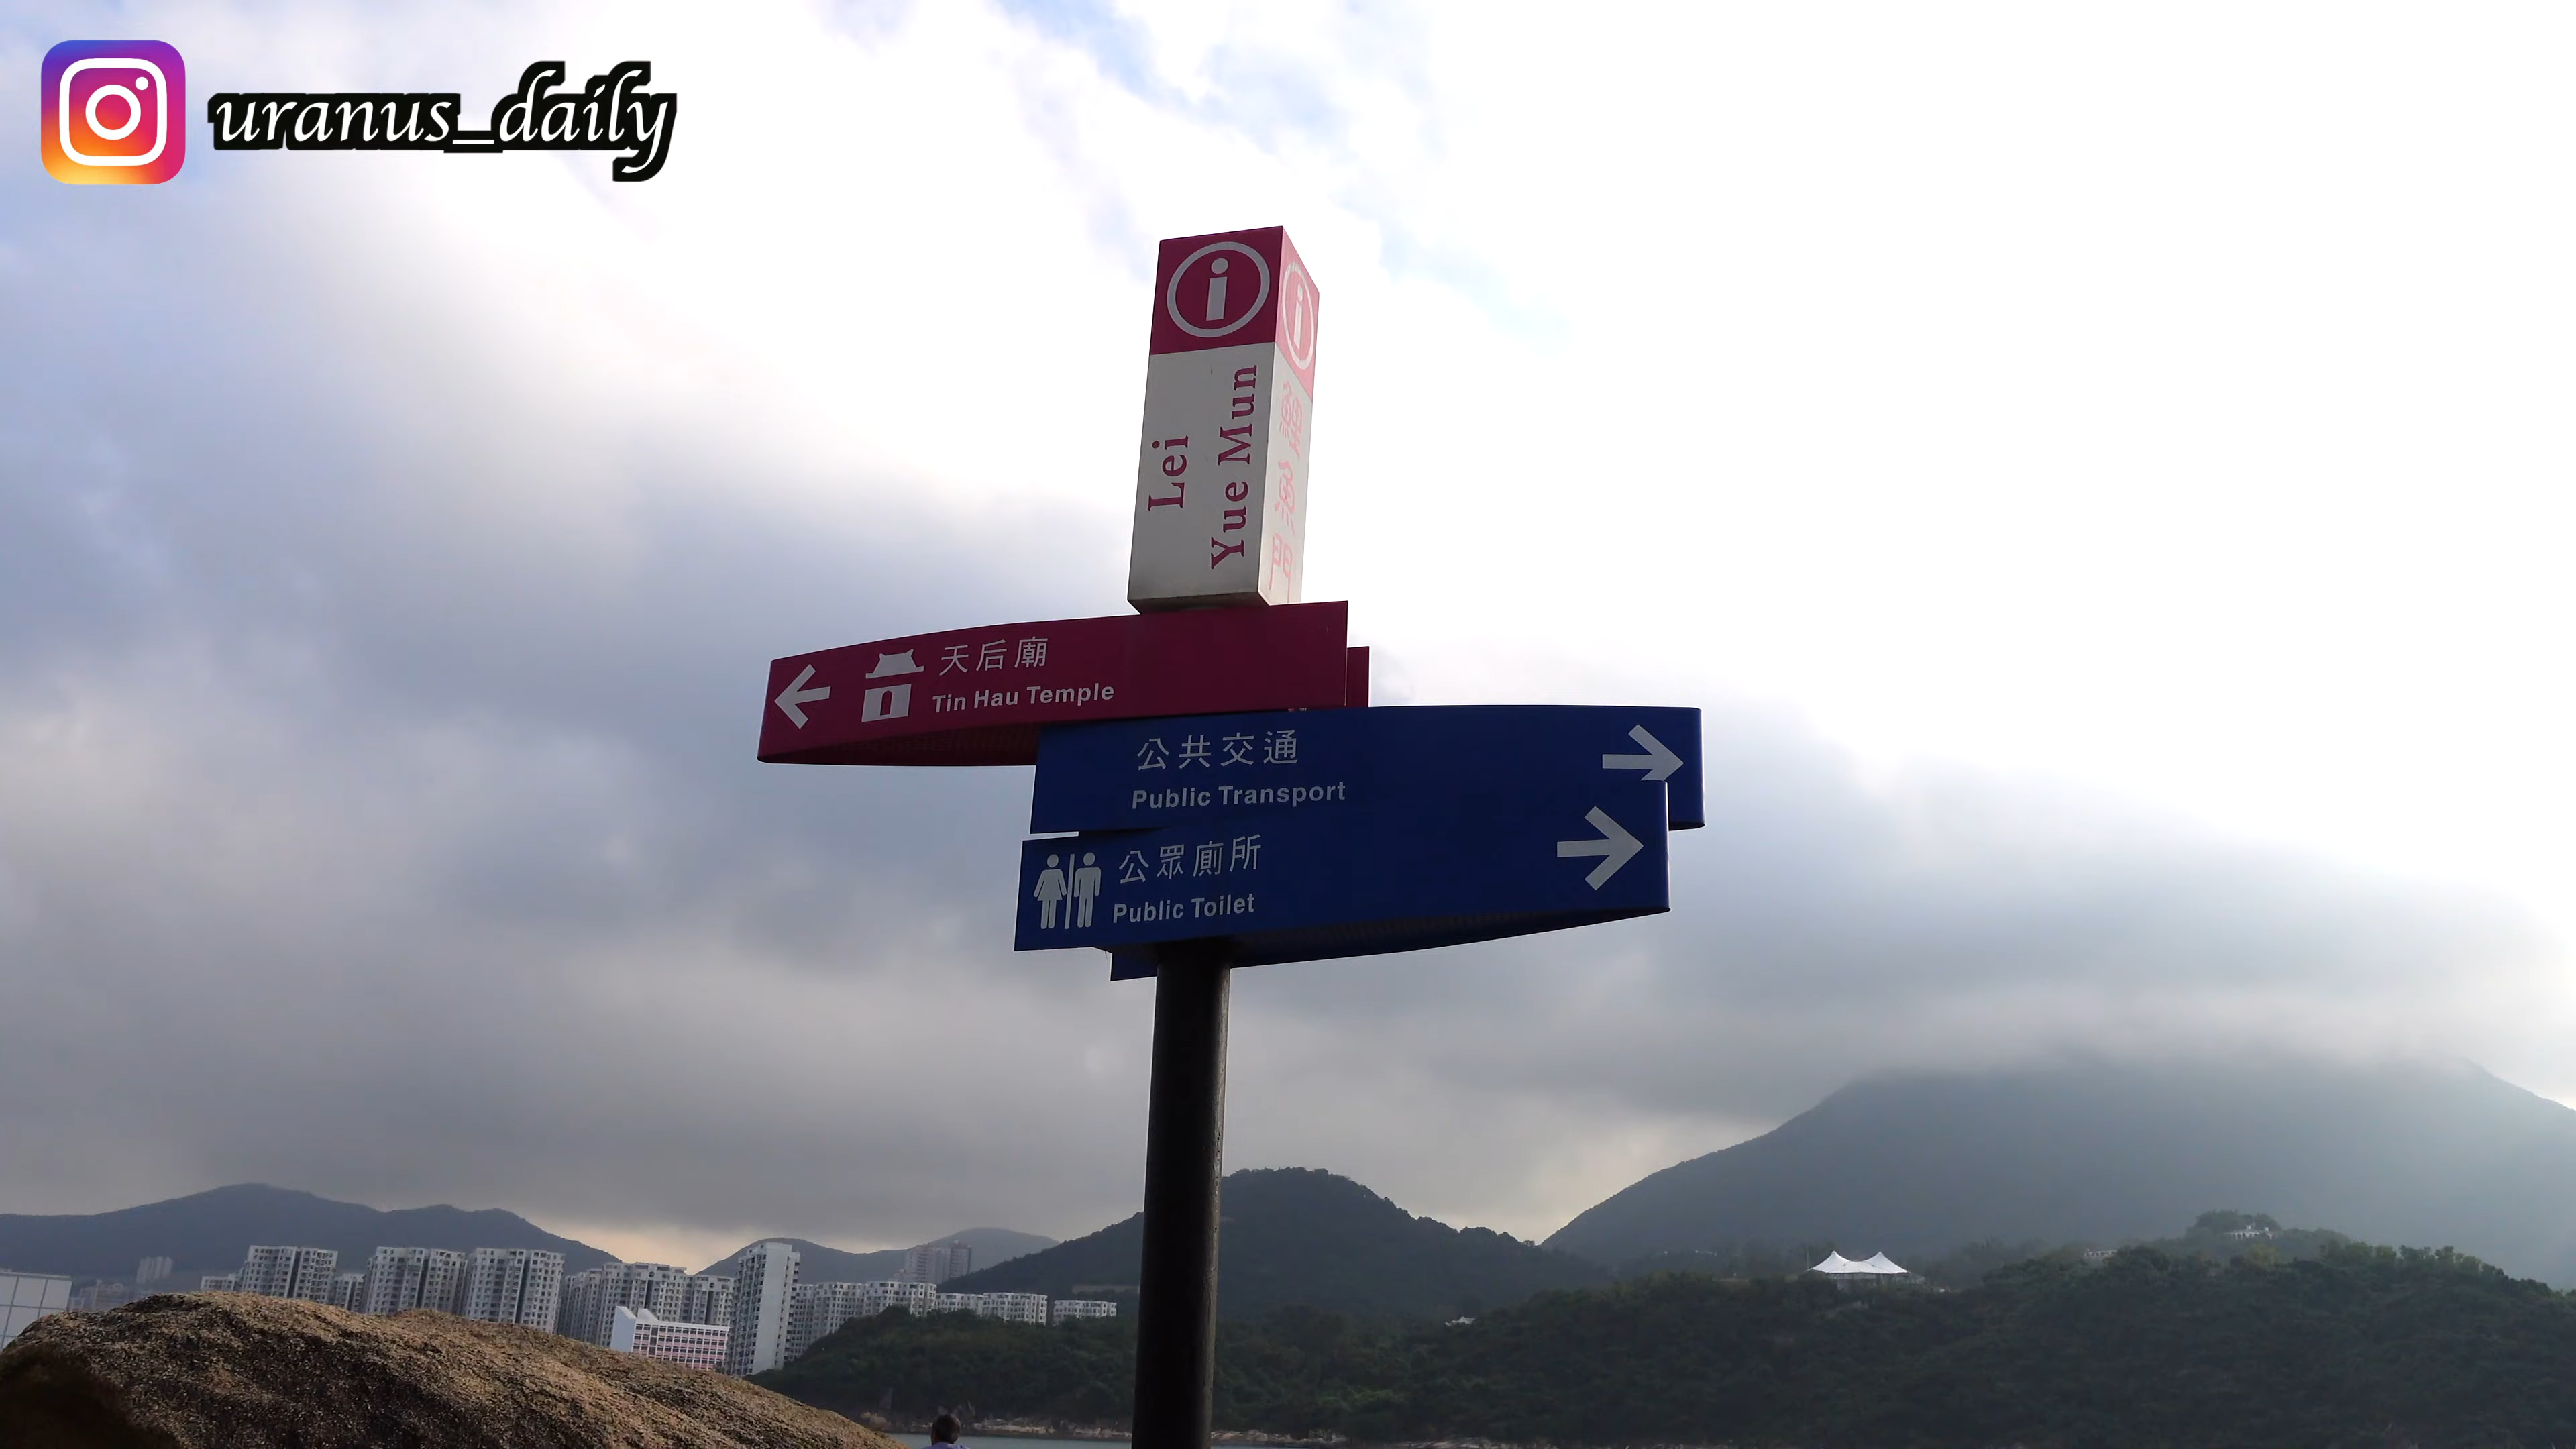 uranus_daily
i
i
Lei
Yue Mun
鯉魚門
天后廟
Tin Hau Temple
公共交通
Public Transport
公眾廁所
Public Toilet